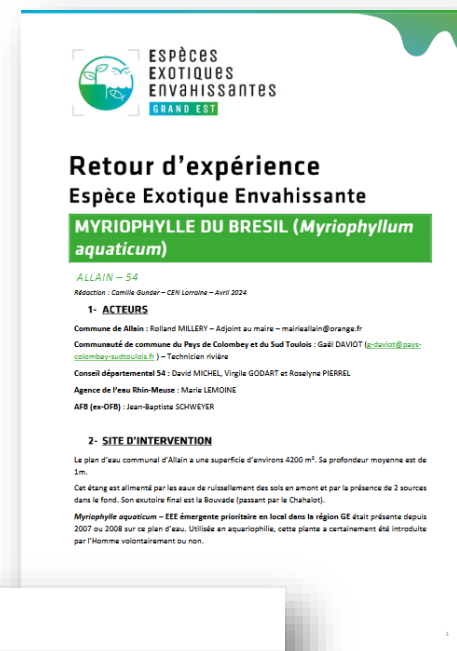 ESPÈCES
EXOTIQUES
ENVAHISSANTES
GRAND EST
Retour d'expérience
Espèce Exotique Envahissante
MYRIOPHYLLE DU BRESIL (Myriophyllum
aquaticum)
ALLAIN – 54
Rédaction : Camille Gunder – CEN Lorraine – Avril 2024
1- ACTEURS
Commune de Allain : Rolland MILLERY – Adjoint au maire – mairieallain@orange.fr
Communauté de commune du Pays de Colombey et du Sud Toulois : Gaël DAVIOT (g-daviot@pays-
colombey-sudtoulois.fr ) – Technicien rivière
Conseil départemental 54 : David MICHEL, Virgile GODART et Roselyne PIERREL
Agence de l'eau Rhin-Meuse : Marie LEMOINE
AFB (ex-OFB) : Jean-Baptiste SCHWEYER
2- SITE D'INTERVENTION
Le plan d'eau communal d'Allain a une superficie d'environs 4200 m². Sa profondeur moyenne est de
1m.
Cet étang est alimenté par les eaux de ruissellement des sols en amont et par la présence de 2 sources
dans le fond. Son exutoire final est la Bouvade (passant par le Chahalot).
Myriophylle aquaticum – EEE émergente prioritaire en local dans la région GE était présente depuis
2007 ou 2008 sur ce plan d'eau. Utilisée en aquariophilie, cette plante a certainement été introduite
par l'Homme volontairement ou non.
1